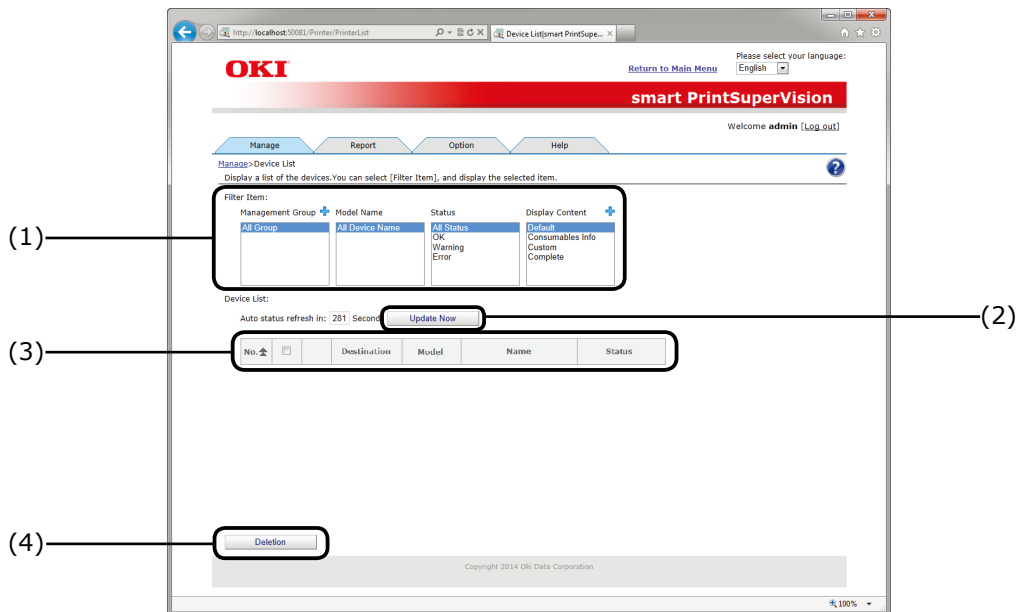 http://localhost:50081/Printer/PrinterList
Device List|smart PrintSupe...
OKI
Return to Main Menu
Please select your language:
English
smart PrintSuperVision
Welcome admin [Log out]
Manage Report Option Help
Manage>Device List
Display a list of the devices.You can select [Filter Item], and display the selected item.
(1)
Filter Item:
Management Group Model Name Status Display Content
All Group All Device Name All Status Default
OK Consumables Info
Warning Custom
Error Complete
Device List:
Auto status refresh in: 281 Second Update Now
(2)
(3)
No. Destination Model Name Status
(4)
Deletion
Copyright 2014 Oki Data Corporation
100%